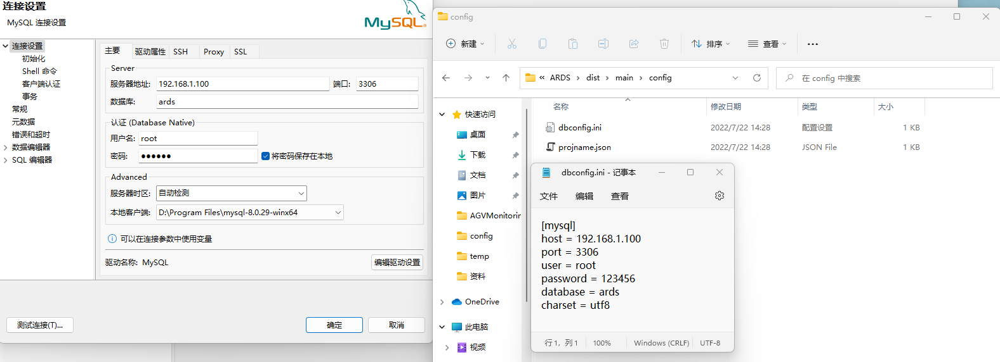 连接设置
MySQL 连接设置
MySQL
连接设置
初始化
Shell 命令
客户端认证
事务
常规
元数据
错误和超时
数据编辑器
SQL 编辑器
主要
驱动属性
SSH
Proxy
SSL
Server
服务器地址: 192.168.1.100 端口: 3306
数据库: ards
认证 (Database Native)
用户名: root
密码: ●●●●●● 将密码保存在本地
Advanced
服务器时区: 自动检测
本地客户端: D:\Program Files\mysql-8.0.29-winx64
可以在连接参数中使用变量
驱动名称: MySQL 编辑驱动设置
测试连接(T)... 确定 取消
config
新建 排序 查看 ...
« ARDS › dist › main › config
在 config 中搜索
名称 修改日期 类型 大小
dbconfig.ini 2022/7/22 14:28 配置设置 1 KB
projname.json 2022/7/22 14:28 JSON File 1 KB
快速访问
桌面
下载
文档
图片
AGVMonitorin
config
temp
资料
OneDrive
此电脑
视频
dbconfig.ini - 记事本
文件 编辑 查看
[mysql]
host = 192.168.1.100
port = 3306
user = root
password = 123456
database = ards
charset = utf8
行 1, 列 1 100% Windows (CRLF) UTF-8